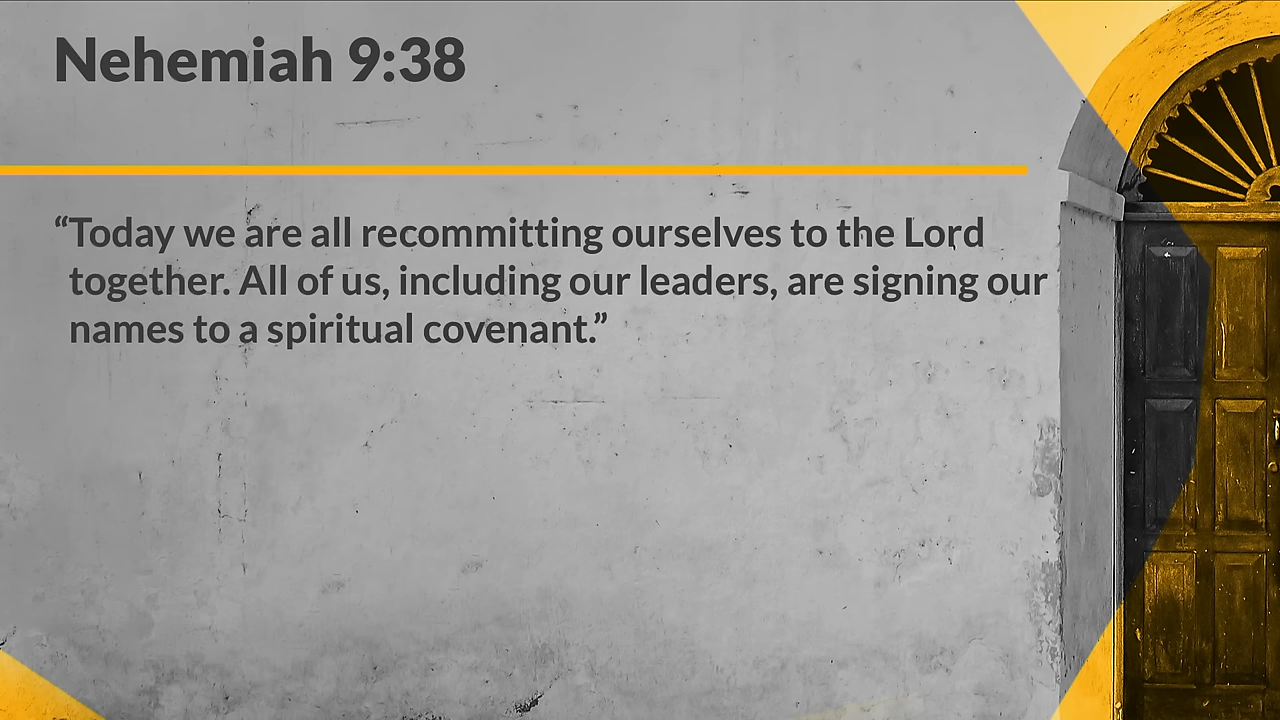 Nehemiah 9:38
“Today we are all recommitting ourselves to the Lord
together. All of us, including our leaders, are signing our
names to a spiritual covenant.”